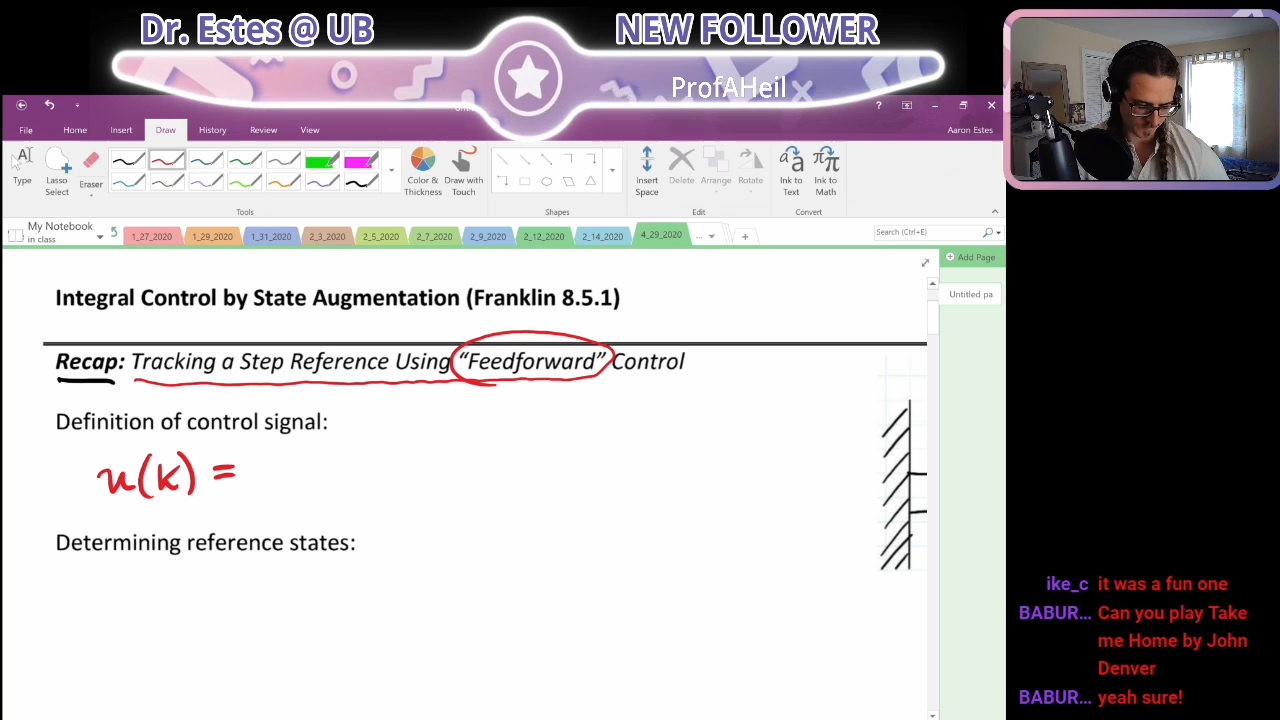 Dr. Estes @ UB
NEW FOLLOWER
ProfAHeil
?
Aaron Estes
File Home Insert Draw History Review View
Type
Lasso Select
Eraser
Color & Thickness
Draw with Touch
Insert Space
Delete
Arrange
Rotate
Ink to Text
Ink to Math
Tools
Shapes
Edit
Convert
My Notebook
in class
1_27_2020 1_29_2020 1_31_2020 2_3_2020 2_5_2020 2_7_2020 2_9_2020 2_12_2020 2_14_2020 4_29_2020 ...
Search (Ctrl+E)
Add Page
Untitled pa
Integral Control by State Augmentation (Franklin 8.5.1)
Recap: Tracking a Step Reference Using “Feedforward” Control
Definition of control signal:
u(k) =
Determining reference states:
ike_c it was a fun one
BABUR... Can you play Take
me Home by John
Denver
BABUR... yeah sure!